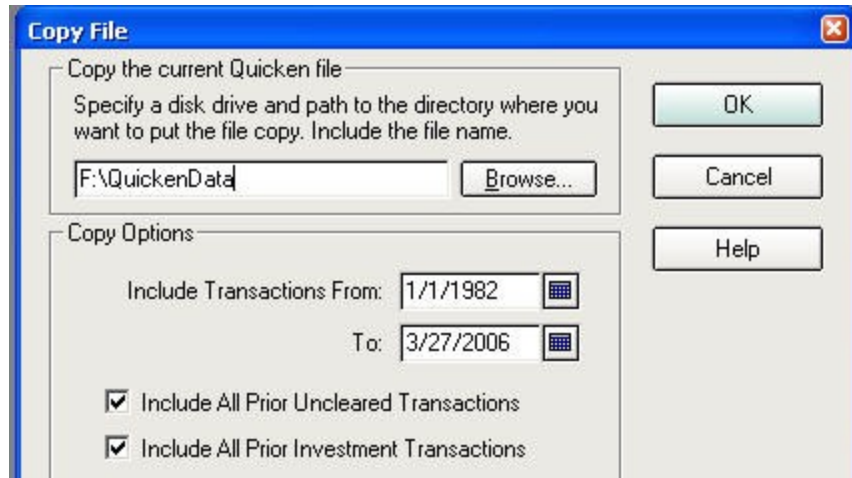 Copy File
Copy the current Quicken file
Specify a disk drive and path to the directory where you
want to put the file copy. Include the file name.
F:\QuickenData
Browse...
OK
Cancel
Help
Copy Options
Include Transactions From: 1/1/1982
To: 3/27/2006
Include All Prior Uncleared Transactions
Include All Prior Investment Transactions